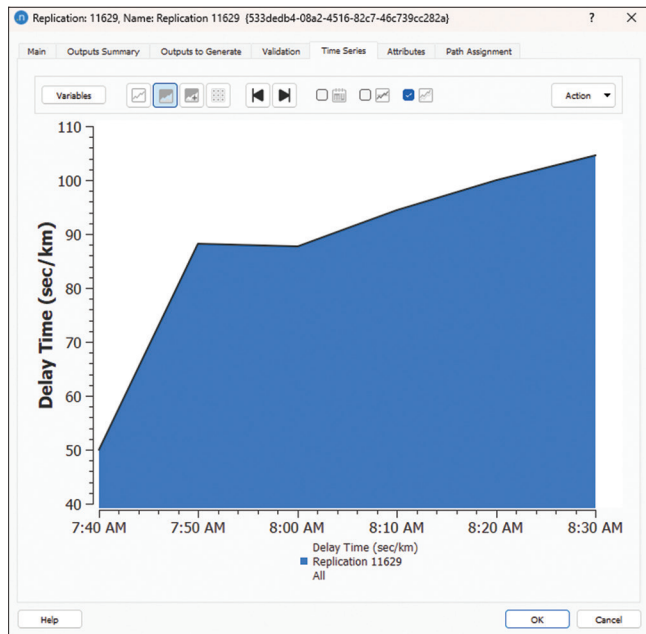 Replication: 11629, Name: Replication 11629 {533dedb4-08a2-4516-82c7-46c739cc282a}
? X
Main Outputs Summary Outputs to Generate Validation Time Series Attributes Path Assignment
Variables Action
110
100
90
80
70
60
50
40
Delay Time (sec/km)
7:40 AM 7:50 AM 8:00 AM 8:10 AM 8:20 AM 8:30 AM
Delay Time (sec/km)
Replication 11629
All
Help OK Cancel